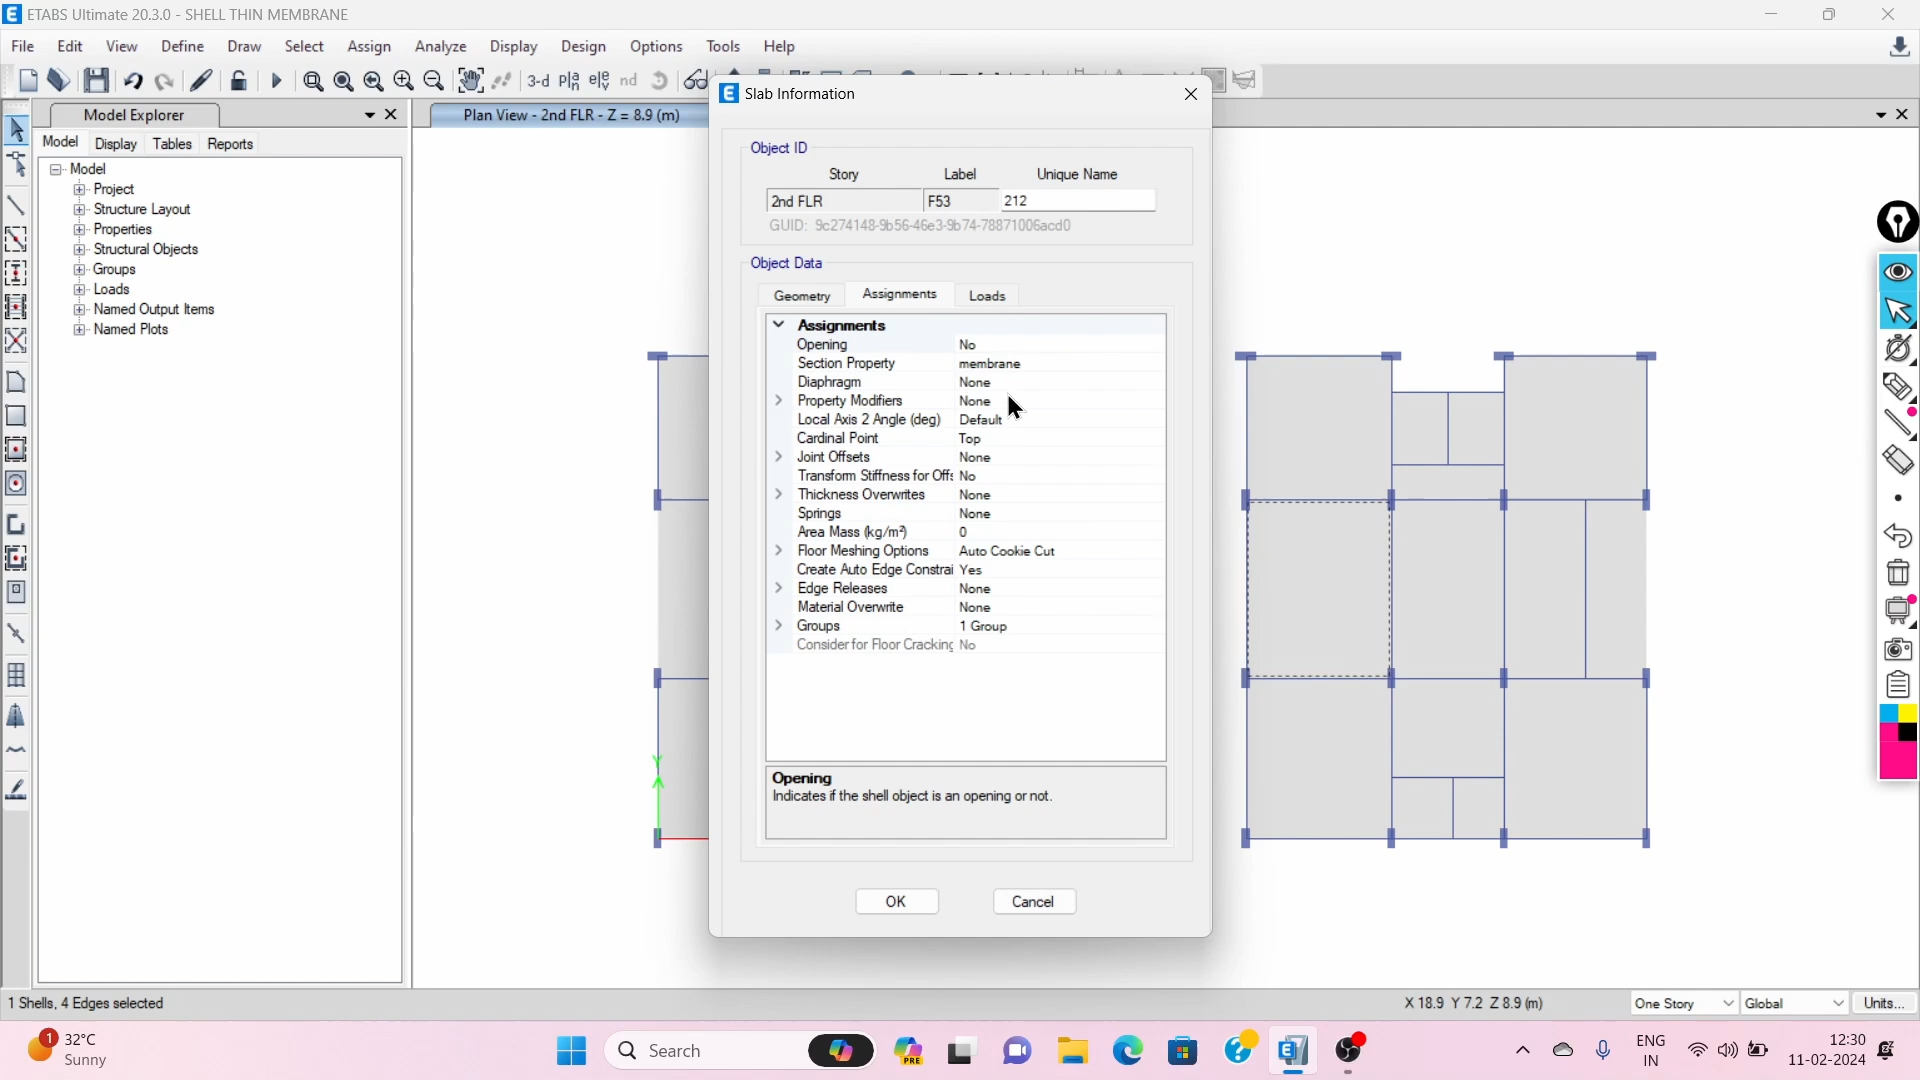 ETABS Ultimate 20.3.0 - SHELL THIN MEMBRANE
File Edit View Define Draw Select Assign Analyze Display Design Options Tools Help
3-d Pla ele nd
Model Explorer
Plan View - 2nd FLR - Z = 8.9 (m)
Model Display Tables Reports
Model
Project
Structure Layout
Properties
Structural Objects
Groups
Loads
Named Output Items
Named Plots
Slab Information
Object ID
Story Label Unique Name
2nd FLR F53 212
GUID: 9c274148-9b56-46e3-9b74-78871006acd0
Object Data
Geometry Assignments Loads
Assignments
Opening No
Section Property membrane
Diaphragm None
Property Modifiers None
Local Axis 2 Angle (deg) Default
Cardinal Point Top
Joint Offsets None
Transform Stiffness for Offs No
Thickness Overwrites None
Springs None
Area Mass (kg/m²) 0
Floor Meshing Options Auto Cookie Cut
Create Auto Edge Constrai Yes
Edge Releases None
Material Overwrite None
Groups 1 Group
Consider for Floor Cracking No
Opening
Indicates if the shell object is an opening or not.
OK Cancel
Y
1 Shells, 4 Edges selected
X 18.9 Y 7.2 Z 8.9 (m)
One Story Global Units...
1 32°C
Sunny
Search
PRE
ENG
IN
12:30
11-02-2024